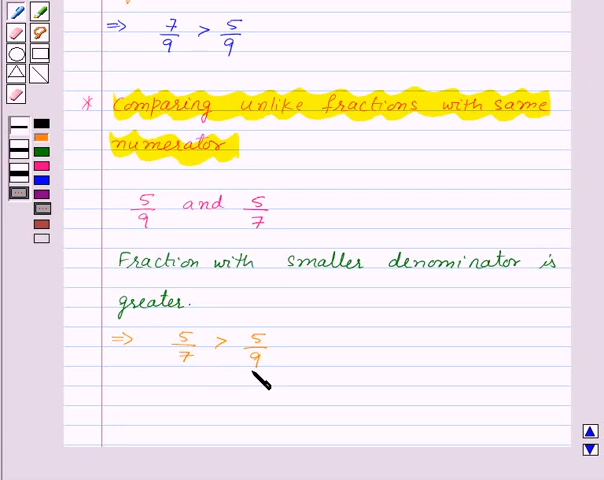 ⇒ 7/9 > 5/9
* Comparing unlike fractions with same
numerator
5/9 and 5/7
Fraction with smaller denominator is
greater.
⇒ 5/7 > 5/9